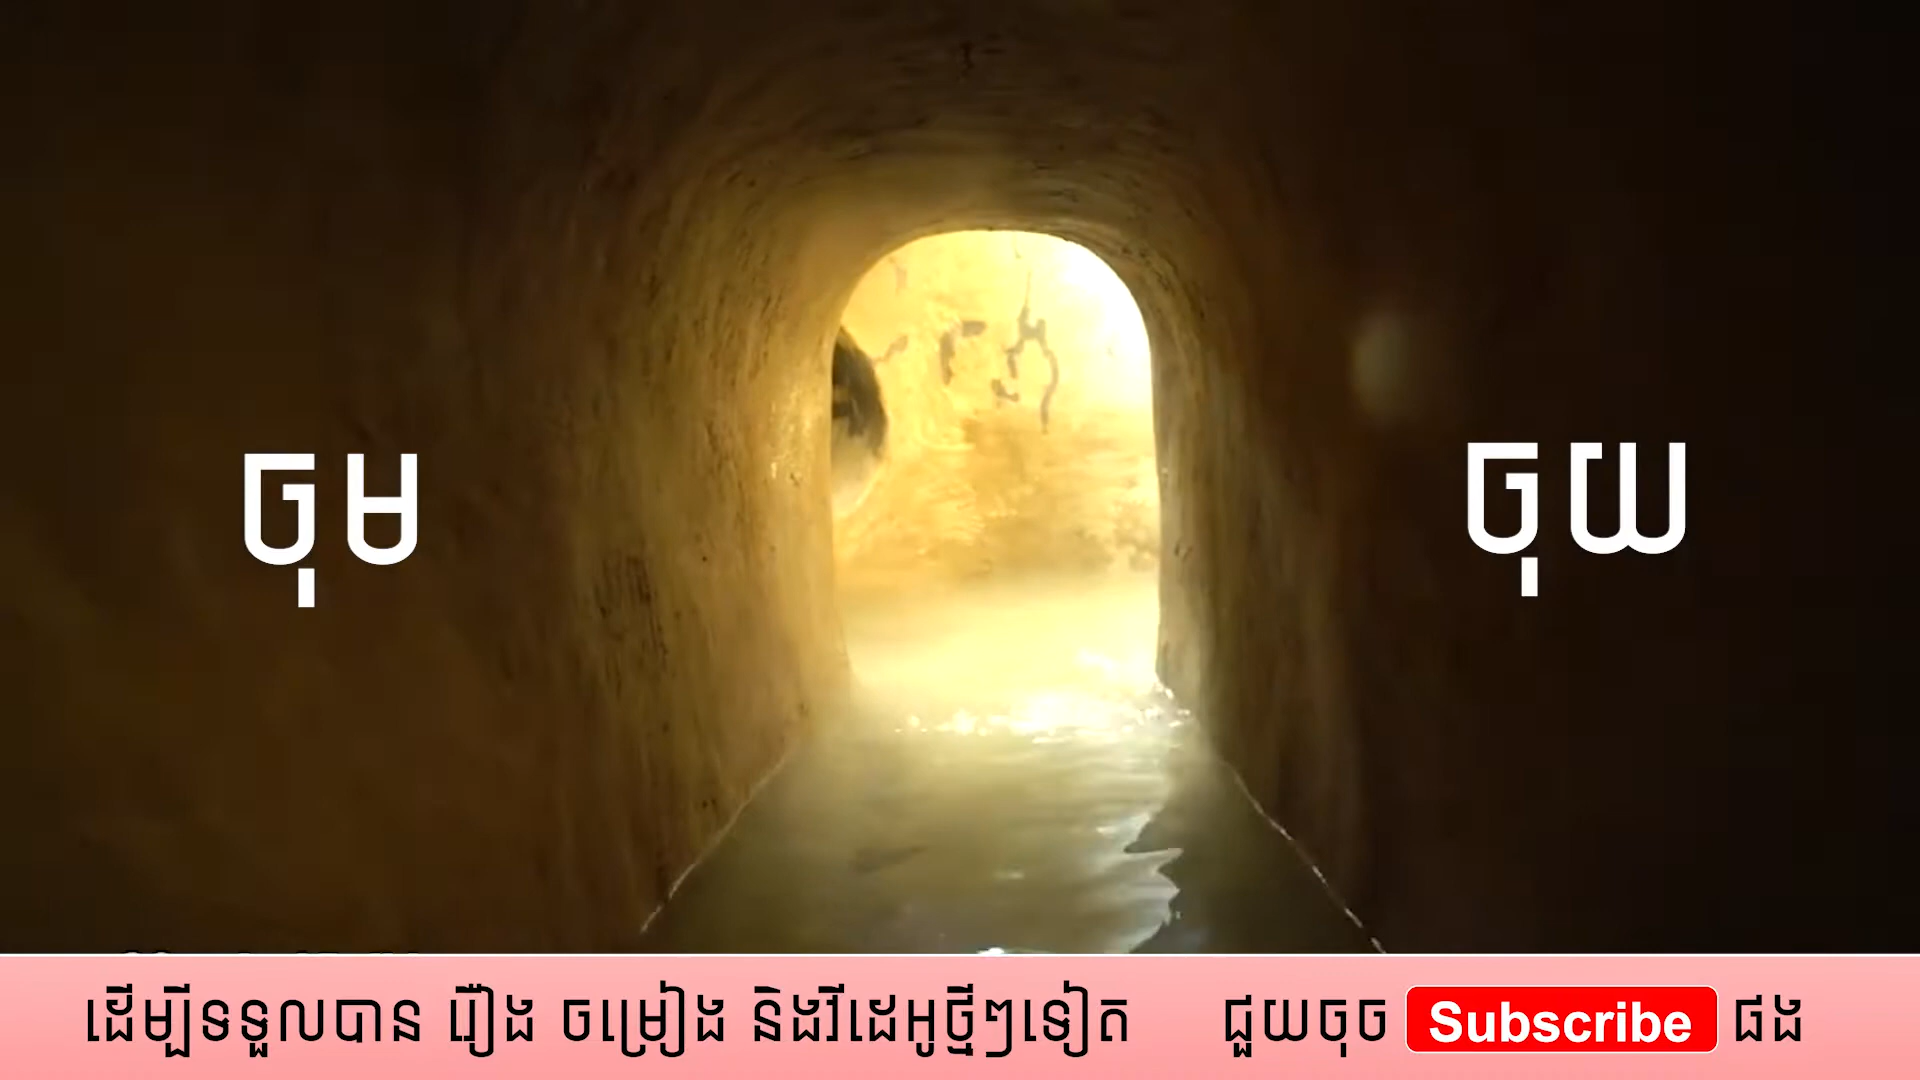 ចុម
ចុយ
ដើម្បីទទួលបាន រឿង ចម្រៀង និងវីដេអូថ្មីៗទៀត ជួយចុច Subscribe ផង